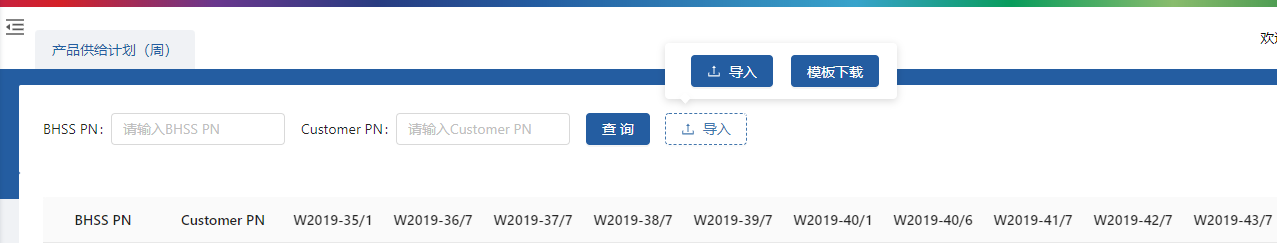 产品供给计划（周）
欢迎
导入 模板下载
BHSS PN: 请输入BHSS PN Customer PN: 请输入Customer PN 查 询 导入
BHSS PN Customer PN W2019-35/1 W2019-36/7 W2019-37/7 W2019-38/7 W2019-39/7 W2019-40/1 W2019-40/6 W2019-41/7 W2019-42/7 W2019-43/7